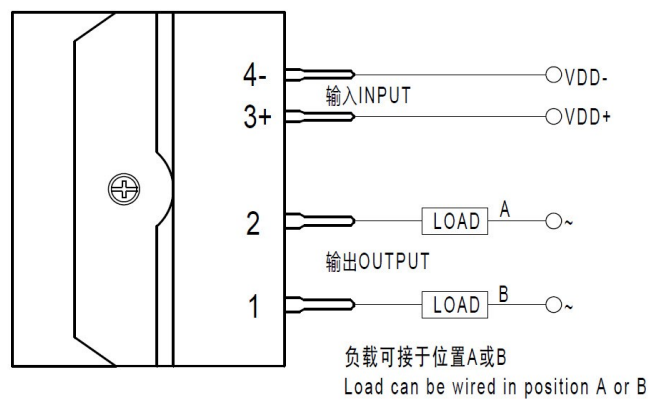 4-
输入INPUT
VDD-
3+
VDD+
2
LOAD A ~
输出OUTPUT
1
LOAD B ~
负载可接于位置A或B
Load can be wired in position A or B